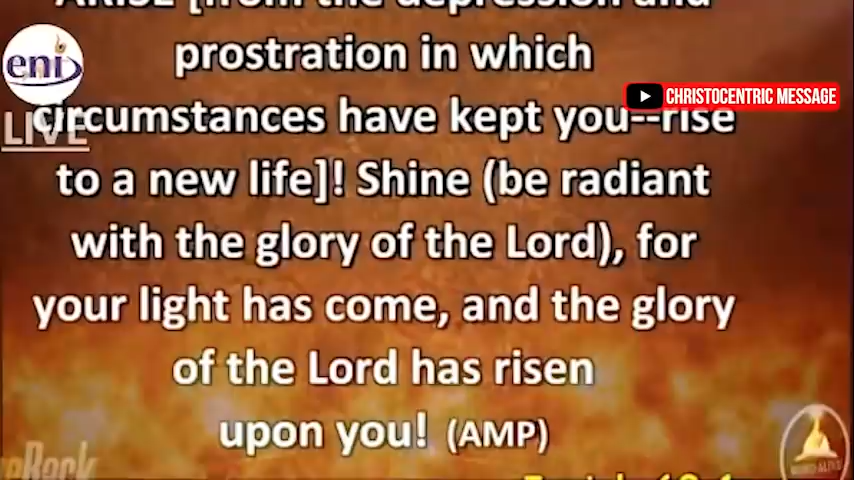 ARISE [from the depression and
prostration in which
circumstances have kept you--rise
to a new life]! Shine (be radiant
with the glory of the Lord), for
your light has come, and the glory
of the Lord has risen
upon you! (AMP)
eni
LIVE
CHRISTOCENTRIC MESSAGE